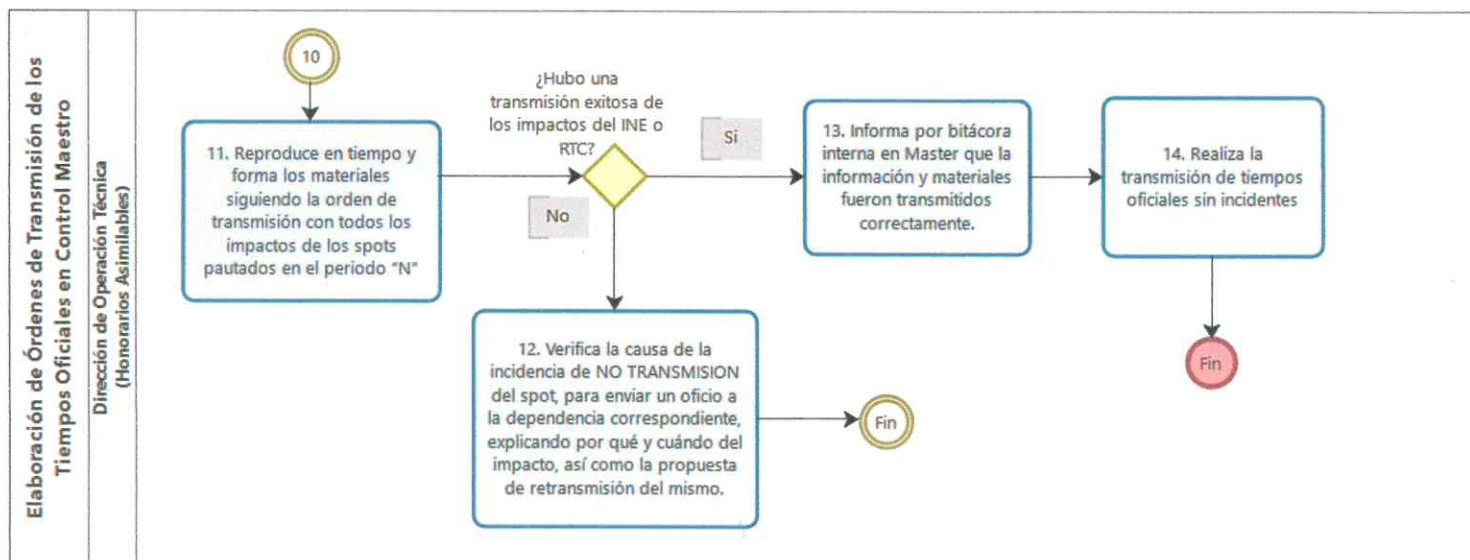 Elaboración de Órdenes de Transmisión de los
Tiempos Oficiales en Control Maestro
Dirección de Operación Técnica
(Honorarios Asimilables)
10
11. Reproduce en tiempo y
forma los materiales
siguiendo la orden de
transmisión con todos los
impactos de los spots
pautados en el período "N"
¿Hubo una
transmisión exitosa de
los impactos del INE o
RTC?
Si
No
12. Verifica la causa de la
incidencia de NO TRANSMISION
del spot, para enviar un oficio a
la dependencia correspondiente,
explicando por qué y cuándo del
impacto, así como la propuesta
de retransmisión del mismo.
Fin
13. Informa por bitácora
interna en Master que la
información y materiales
fueron transmitidos
correctamente.
14. Realiza la
transmisión de tiempos
oficiales sin incidentes
Fin